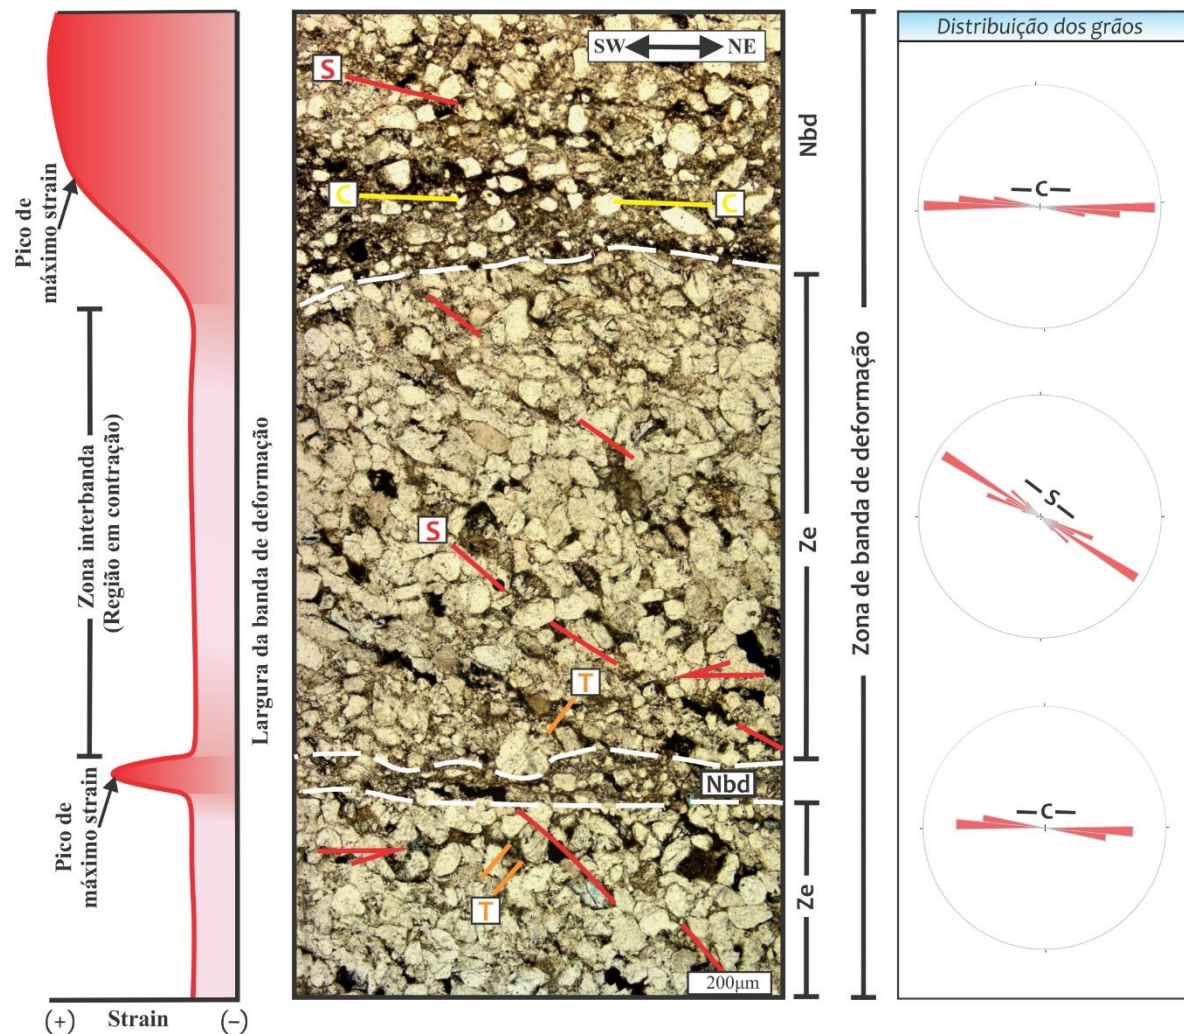 Pico de
máximo strain
Zona interbanda
(Região em contração)
Pico de
máximo strain
(+) Strain (-)
Largura da banda de deformação
SW NE
S
C
C
S
T
Nbd
T
200µm
Nbd
Ze
Ze
Zona de banda de deformação
Distribuição dos grãos
C
S
C